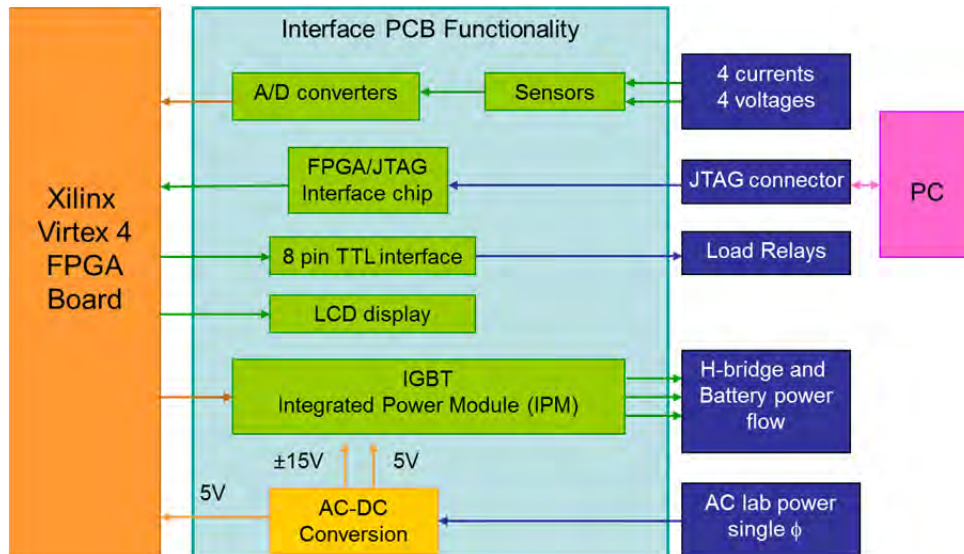 Interface PCB Functionality
A/D converters
Sensors
4 currents
4 voltages
FPGA/JTAG
Interface chip
JTAG connector
PC
Xilinx
Virtex 4
FPGA
Board
8 pin TTL interface
Load Relays
LCD display
IGBT
Integrated Power Module (IPM)
H-bridge and
Battery power
flow
±15V
5V
5V
AC-DC
Conversion
AC lab power
single ϕ